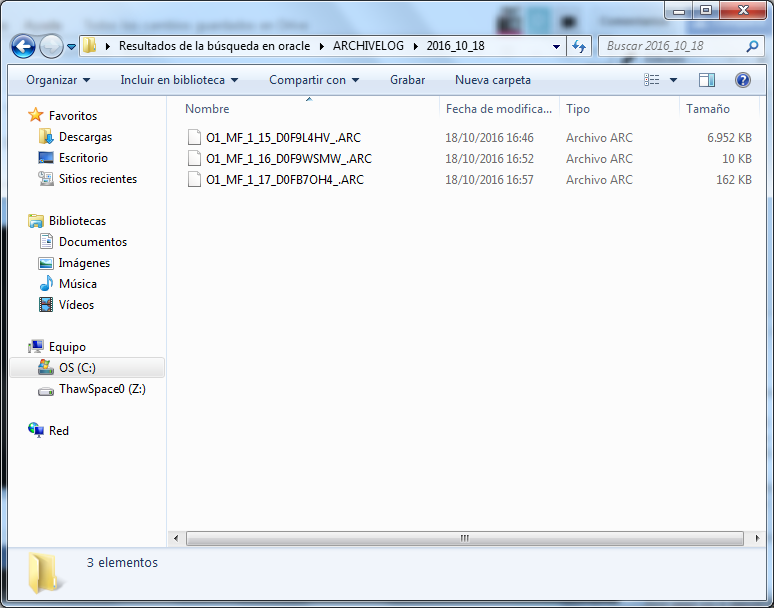 Resultados de la búsqueda en oracle ARCHIVELOG 2016_10_18 Buscar 2016_10_18
Organizar Incluir en biblioteca Compartir con Grabar Nueva carpeta
Favoritos
Descargas
Escritorio
Sitios recientes
Bibliotecas
Documentos
Imágenes
Música
Vídeos
Equipo
OS (C:)
ThawSpace0 (Z:)
Red
Nombre Fecha de modifica... Tipo Tamaño
O1_MF_1_15_D0F9L4HV_.ARC 18/10/2016 16:46 Archivo ARC 6.952 KB
O1_MF_1_16_D0F9WSMW_.ARC 18/10/2016 16:52 Archivo ARC 10 KB
O1_MF_1_17_D0FB7OH4_.ARC 18/10/2016 16:57 Archivo ARC 162 KB
3 elementos